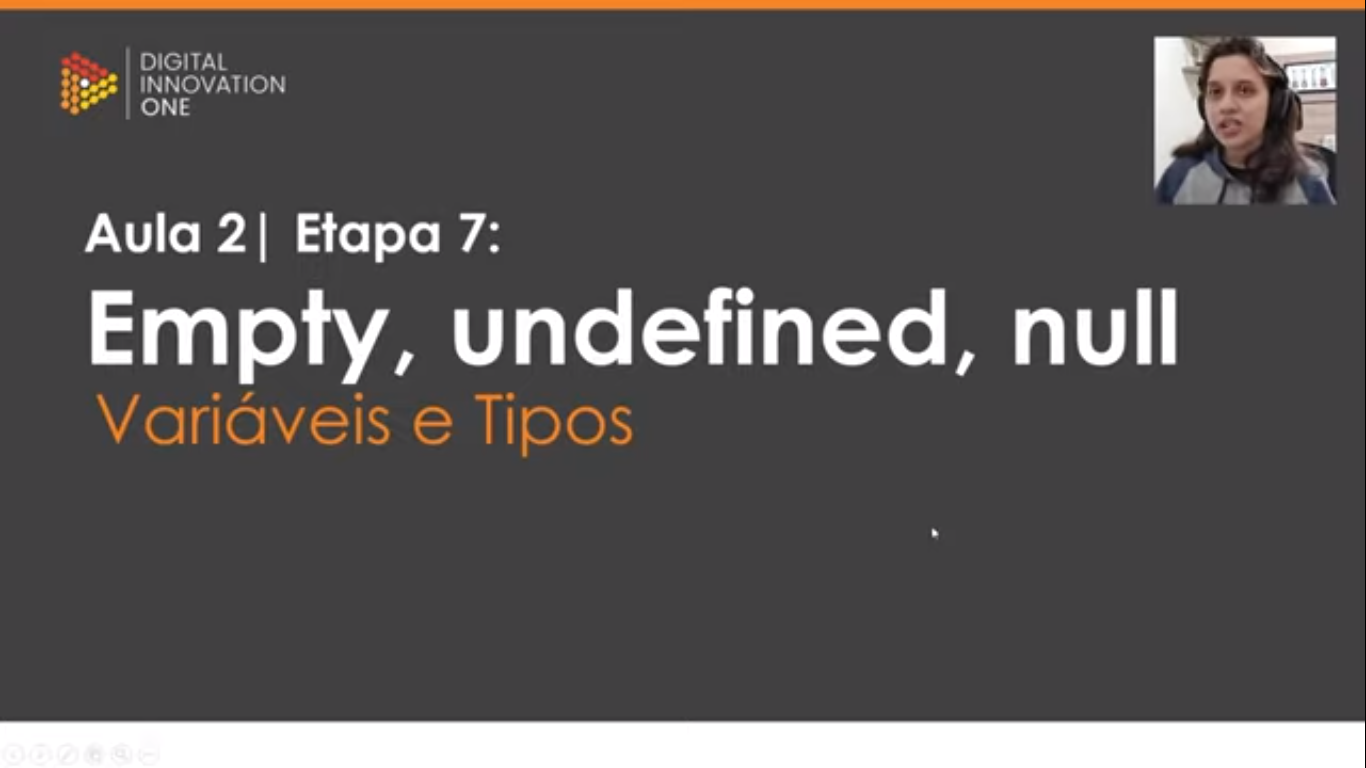 DIGITAL
INNOVATION
ONE
Aula 2| Etapa 7:
Empty, undefined, null
Variáveis e Tipos